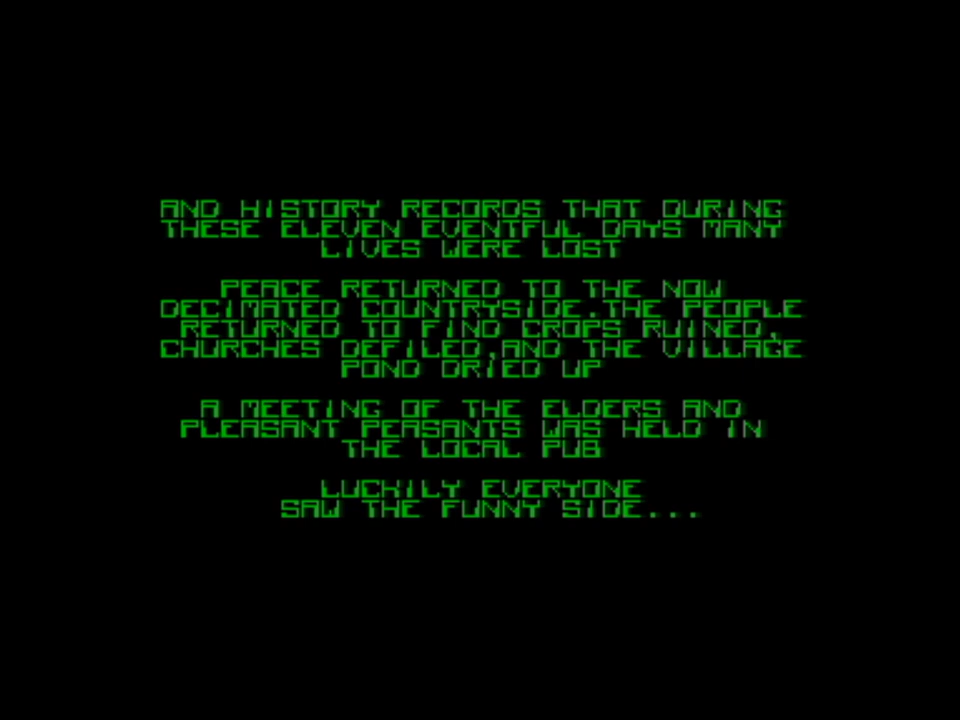 AND HISTORY RECORDS THAT DURING
THESE ELEVEN EVENTFUL DAYS MANY
LIVES WERE LOST
PEACE RETURNED TO THE NOW
DECIMATED COUNTRYSIDE.THE PEOPLE
RETURNED TO FIND CROPS RUINED,
CHURCHES DEFILED,AND THE VILLAGE
POND DRIED UP
A MEETING OF THE ELDERS AND
PLEASANT PEASANTS WAS HELD IN
THE LOCAL PUB
LUCKILY EVERYONE
SAW THE FUNNY SIDE...